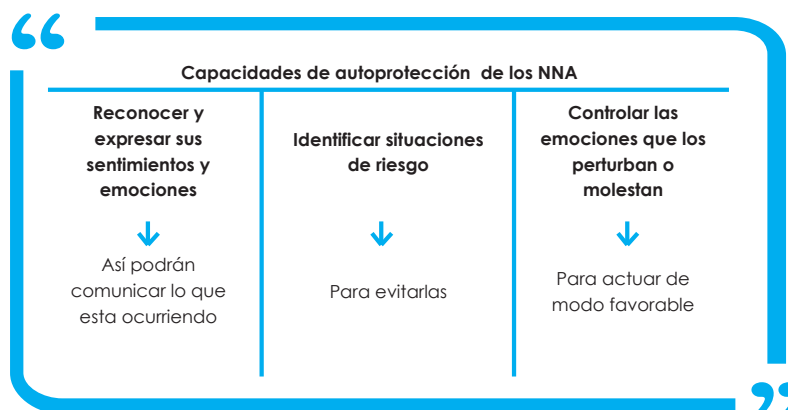 “
Capacidades de autoprotección de los NNA
Reconocer y
expresar sus
sentimientos y
emociones
Así podrán
comunicar lo que
esta ocurriendo
Identificar situaciones
de riesgo
Para evitarlas
Controlar las
emociones que los
perturban o
molestan
Para actuar de
modo favorable
”